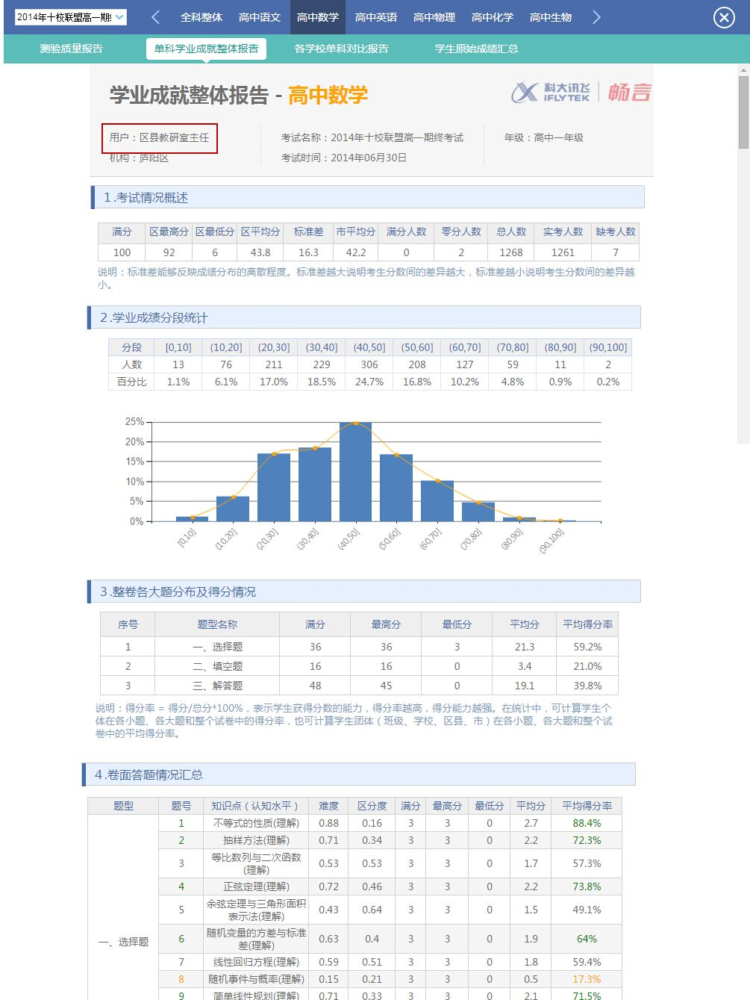 2014年十校联盟高一期 全科整体 高中语文 高中数学 高中英语 高中物理 高中化学 高中生物
测验质量报告 单科学业成就整体报告 各学校单科对比报告 学生原始成绩汇总
学业成就整体报告 - 高中数学
科大讯飞 IFLYTEK 畅言
用户：区县教研室主任 考试名称：2014年十校联盟高一期终考试 年级：高中一年级
机构：庐阳区 考试时间：2014年06月30日
1.考试情况概述
满分 区最高分 区最低分 区平均分 标准差 市平均分 满分人数 零分人数 总人数 实考人数 缺考人数
100 92 6 43.8 16.3 42.2 0 2 1268 1261 7
说明：标准差能够反映成绩分布的离散程度。标准差越大说明考生分数间的差异越大，标准差越小说明考生分数间的差异越
小。
2.学业成绩分段统计
分段 [0,10] (10,20] (20,30] (30,40] (40,50] (50,60] (60,70] (70,80] (80,90] (90,100]
人数 13 76 211 229 306 208 127 59 11 2
百分比 1.1% 6.1% 17.0% 18.5% 24.7% 16.8% 10.2% 4.8% 0.9% 0.2%
25%
20%
15%
10%
5%
0%
[0,10] (10,20] (20,30] (30,40] (40,50] (50,60] (60,70] (70,80] (80,90] (90,100]
3.整卷各大题分布及得分情况
序号 题型名称 满分 最高分 最低分 平均分 平均得分率
1 一、选择题 36 36 3 21.3 59.2%
2 二、填空题 16 16 0 3.4 21.0%
3 三、解答题 48 45 0 19.1 39.8%
说明：得分率 = 得分/总分*100%，表示学生获得分数的能力，得分率越高，得分能力越强。在统计中，可计算学生个
体在各小题、各大题和整个试卷中的得分率，也可计算学生团体（班级、学校、区县、市）在各小题、各大题和整个试
卷中的平均得分率。
4.卷面答题情况汇总
题型 题号 知识点（认知水平） 难度 区分度 满分 最高分 最低分 平均分 平均得分率
1 不等式的性质(理解) 0.88 0.16 3 3 0 2.7 88.4%
2 抽样方法(理解) 0.71 0.34 3 3 0 2.2 72.3%
3 等比数列与二次函数
(理解) 0.53 0.53 3 3 0 1.7 57.3%
4 正弦定理(理解) 0.72 0.46 3 3 0 2.2 73.8%
5 余弦定理与三角形面积
表示法(理解) 0.43 0.64 3 3 0 1.5 49.1%
一、选择题 6 随机变量的方差与标准
差(理解) 0.63 0.4 3 3 0 1.9 64%
7 线性回归方程(理解) 0.59 0.51 3 3 0 1.8 59.4%
8 随机事件与概率(理解) 0.15 0.21 3 3 0 0.5 17.3%
9 简单线性规划(理解) 0.71 0.33 3 3 0 2.1 71.5%